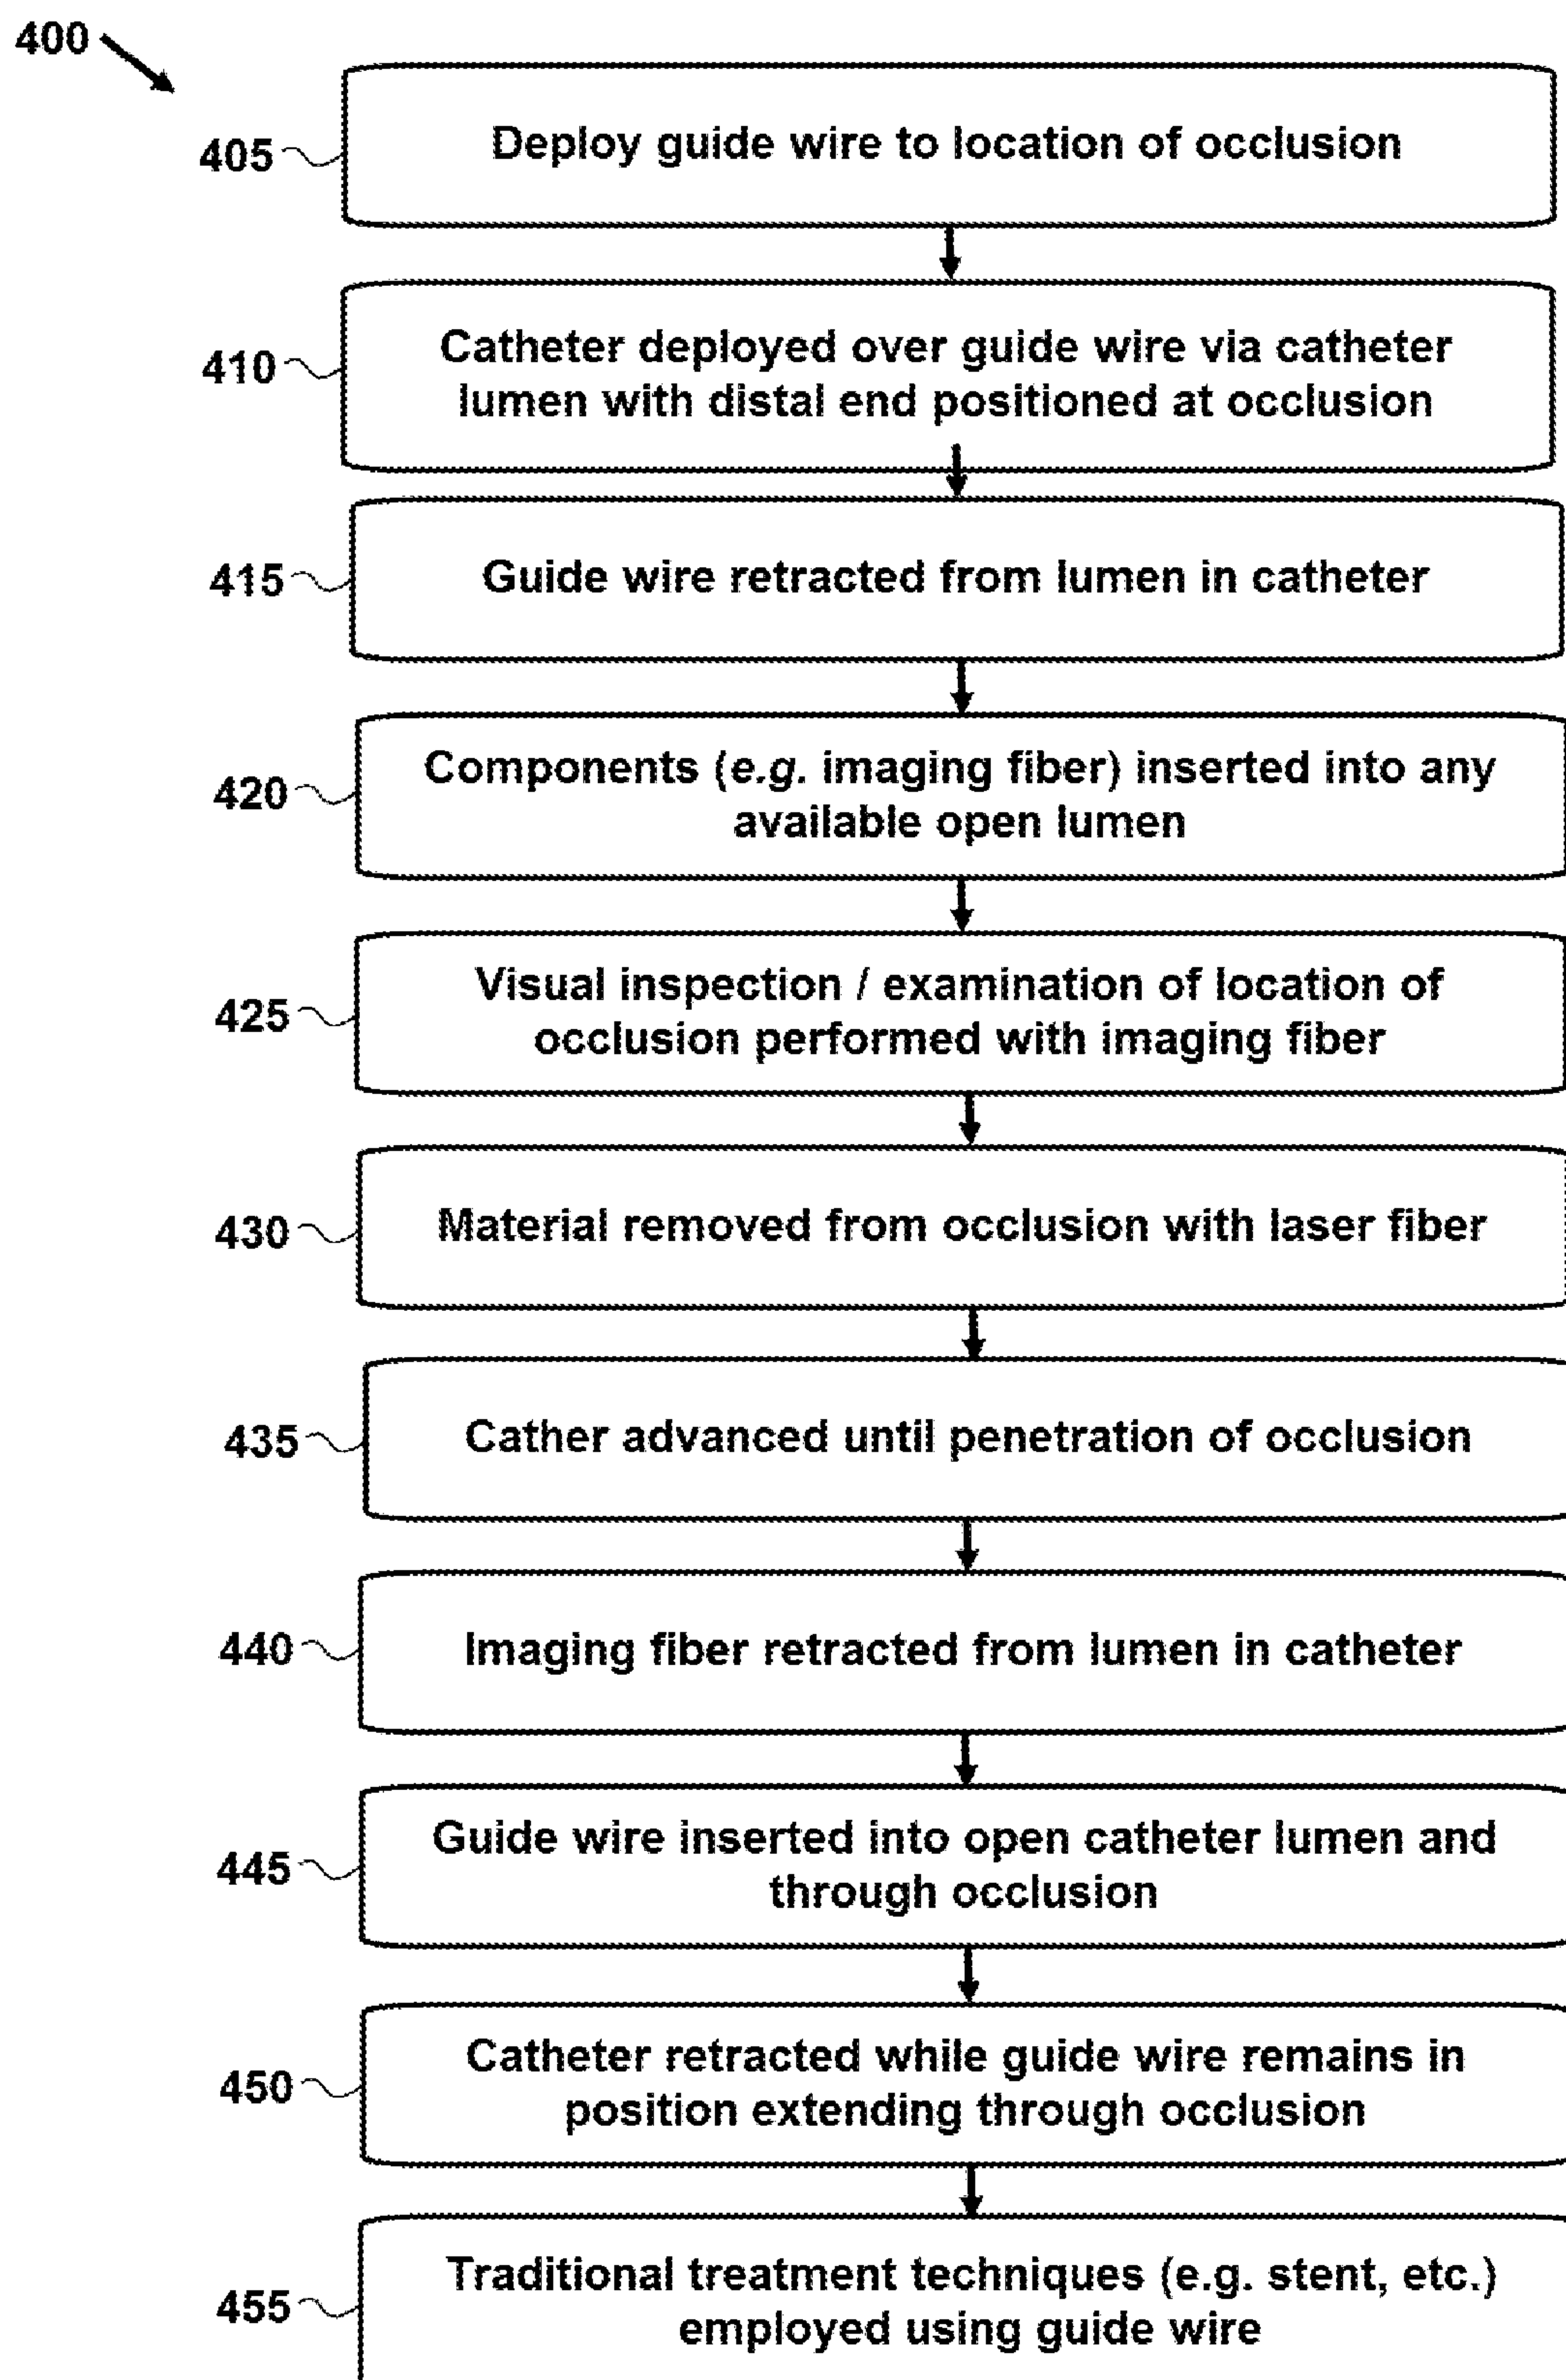 400
405
Deploy guide wire to location of occlusion
410
Catheter deployed over guide wire via catheter
lumen with distal end positioned at occlusion
415
Guide wire retracted from lumen in catheter
420
Components (e.g. imaging fiber) inserted into any
available open lumen
425
Visual inspection / examination of location of
occlusion performed with imaging fiber
430
Material removed from occlusion with laser fiber
435
Cather advanced until penetration of occlusion
440
Imaging fiber retracted from lumen in catheter
445
Guide wire inserted into open catheter lumen and
through occlusion
450
Catheter retracted while guide wire remains in
position extending through occlusion
455
Traditional treatment techniques (e.g. stent, etc.)
employed using guide wire